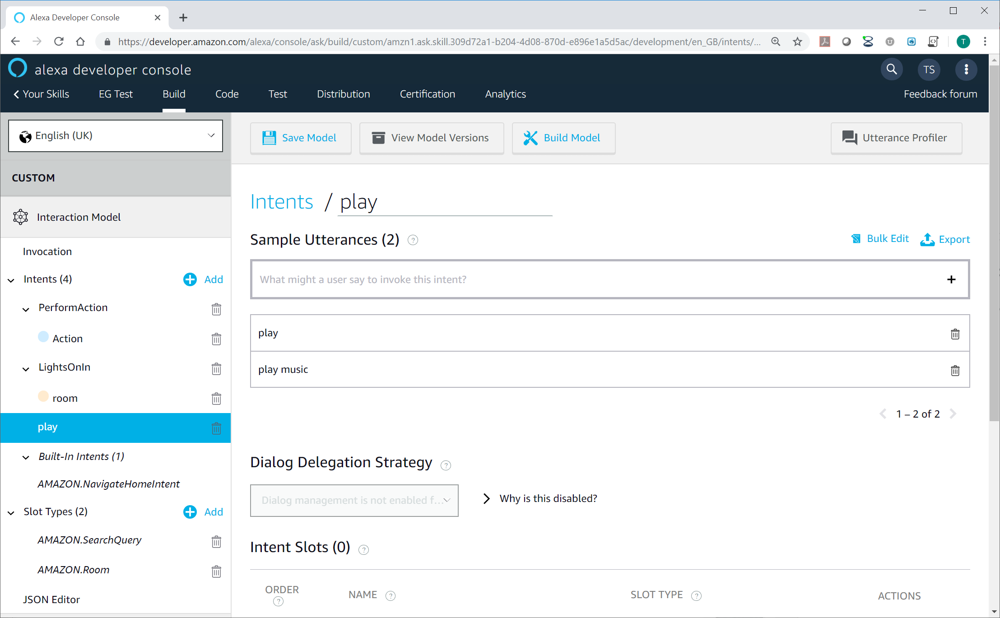 Alexa Developer Console
https://developer.amazon.com/alexa/console/ask/build/custom/amzn1.ask.skill.309d72a1-b204-4d08-870d-e896e1a5d5ac/development/en_GB/intents/...
T
alexa developer console
TS
Your Skills
EG Test
Build
Code
Test
Distribution
Certification
Analytics
Feedback forum
English (UK)
Save Model
View Model Versions
Build Model
Utterance Profiler
CUSTOM
Interaction Model
Invocation
Intents (4)
Add
PerformAction
Action
LightsOnIn
room
play
Built-In Intents (1)
AMAZON.NavigateHomeIntent
Slot Types (2)
Add
AMAZON.SearchQuery
AMAZON.Room
JSON Editor
Intents / play
Sample Utterances (2) ?
Bulk Edit
Export
What might a user say to invoke this intent?
play
play music
1 – 2 of 2
Dialog Delegation Strategy ?
Dialog management is not enabled f...
Why is this disabled?
Intent Slots (0) ?
ORDER ?
NAME ?
SLOT TYPE ?
ACTIONS